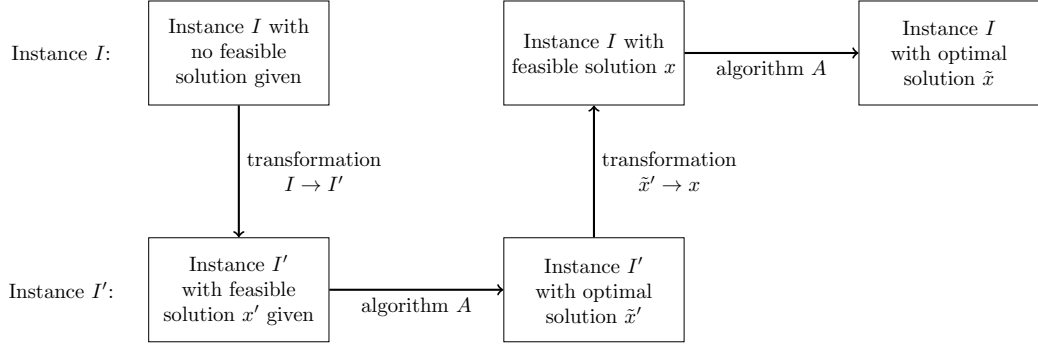 Instance I:
Instance I with
no feasible
solution given
Instance I with
feasible solution x
algorithm A
Instance I
with optimal
solution x̃
transformation
I → I′
transformation
x̃′ → x
Instance I′:
Instance I′
with feasible
solution x′ given
algorithm A
Instance I′
with optimal
solution x̃′